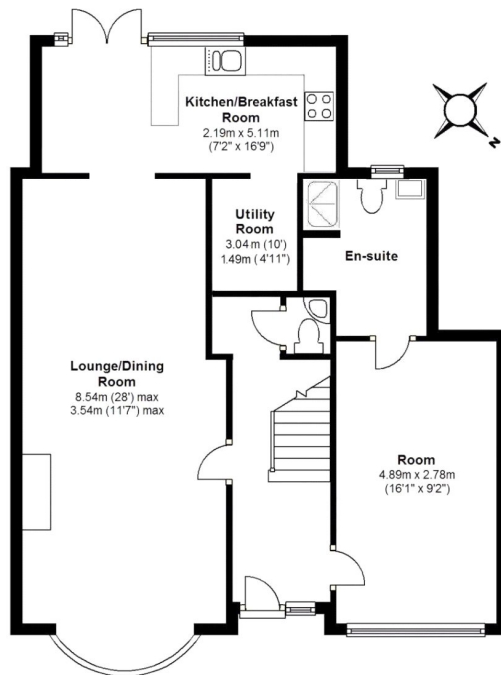 Kitchen/Breakfast
Room
2.19m x 5.11m
(7'2" x 16'9")
N
Utility
Room
3.04m (10')
1.49m (4'11")
En-suite
Lounge/Dining
Room
8.54m (28') max
3.54m (11'7") max
Room
4.89m x 2.78m
(16'1" x 9'2")